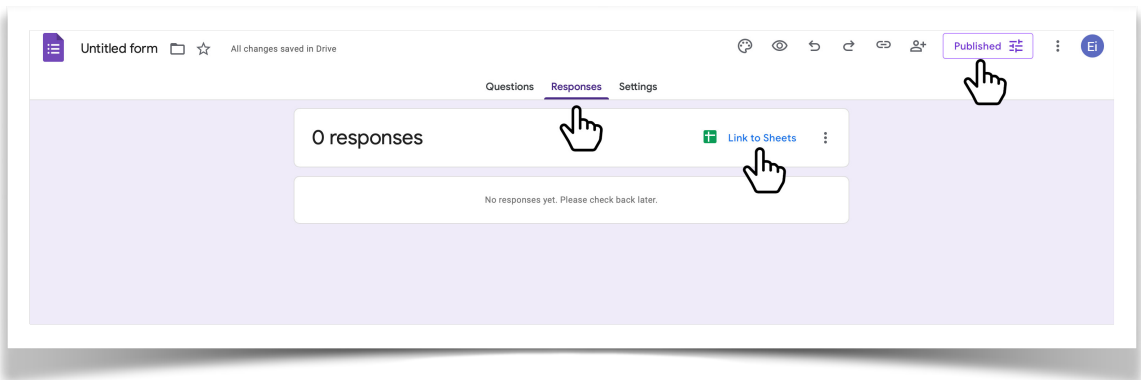 Untitled form All changes saved in Drive Published Ei
Questions Responses Settings
0 responses Link to Sheets
No responses yet. Please check back later.